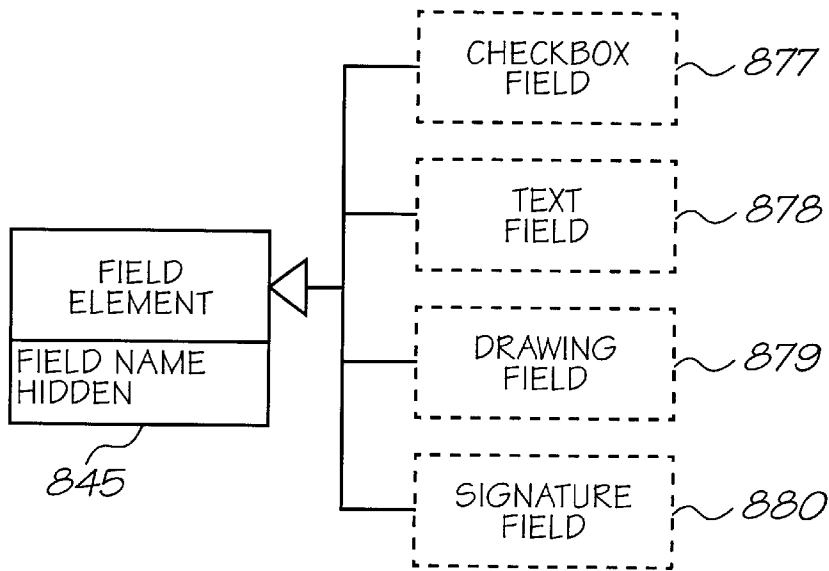 CHECKBOX
FIELD
877
TEXT
FIELD
878
FIELD
ELEMENT
FIELD NAME
HIDDEN
845
DRAWING
FIELD
879
SIGNATURE
FIELD
880